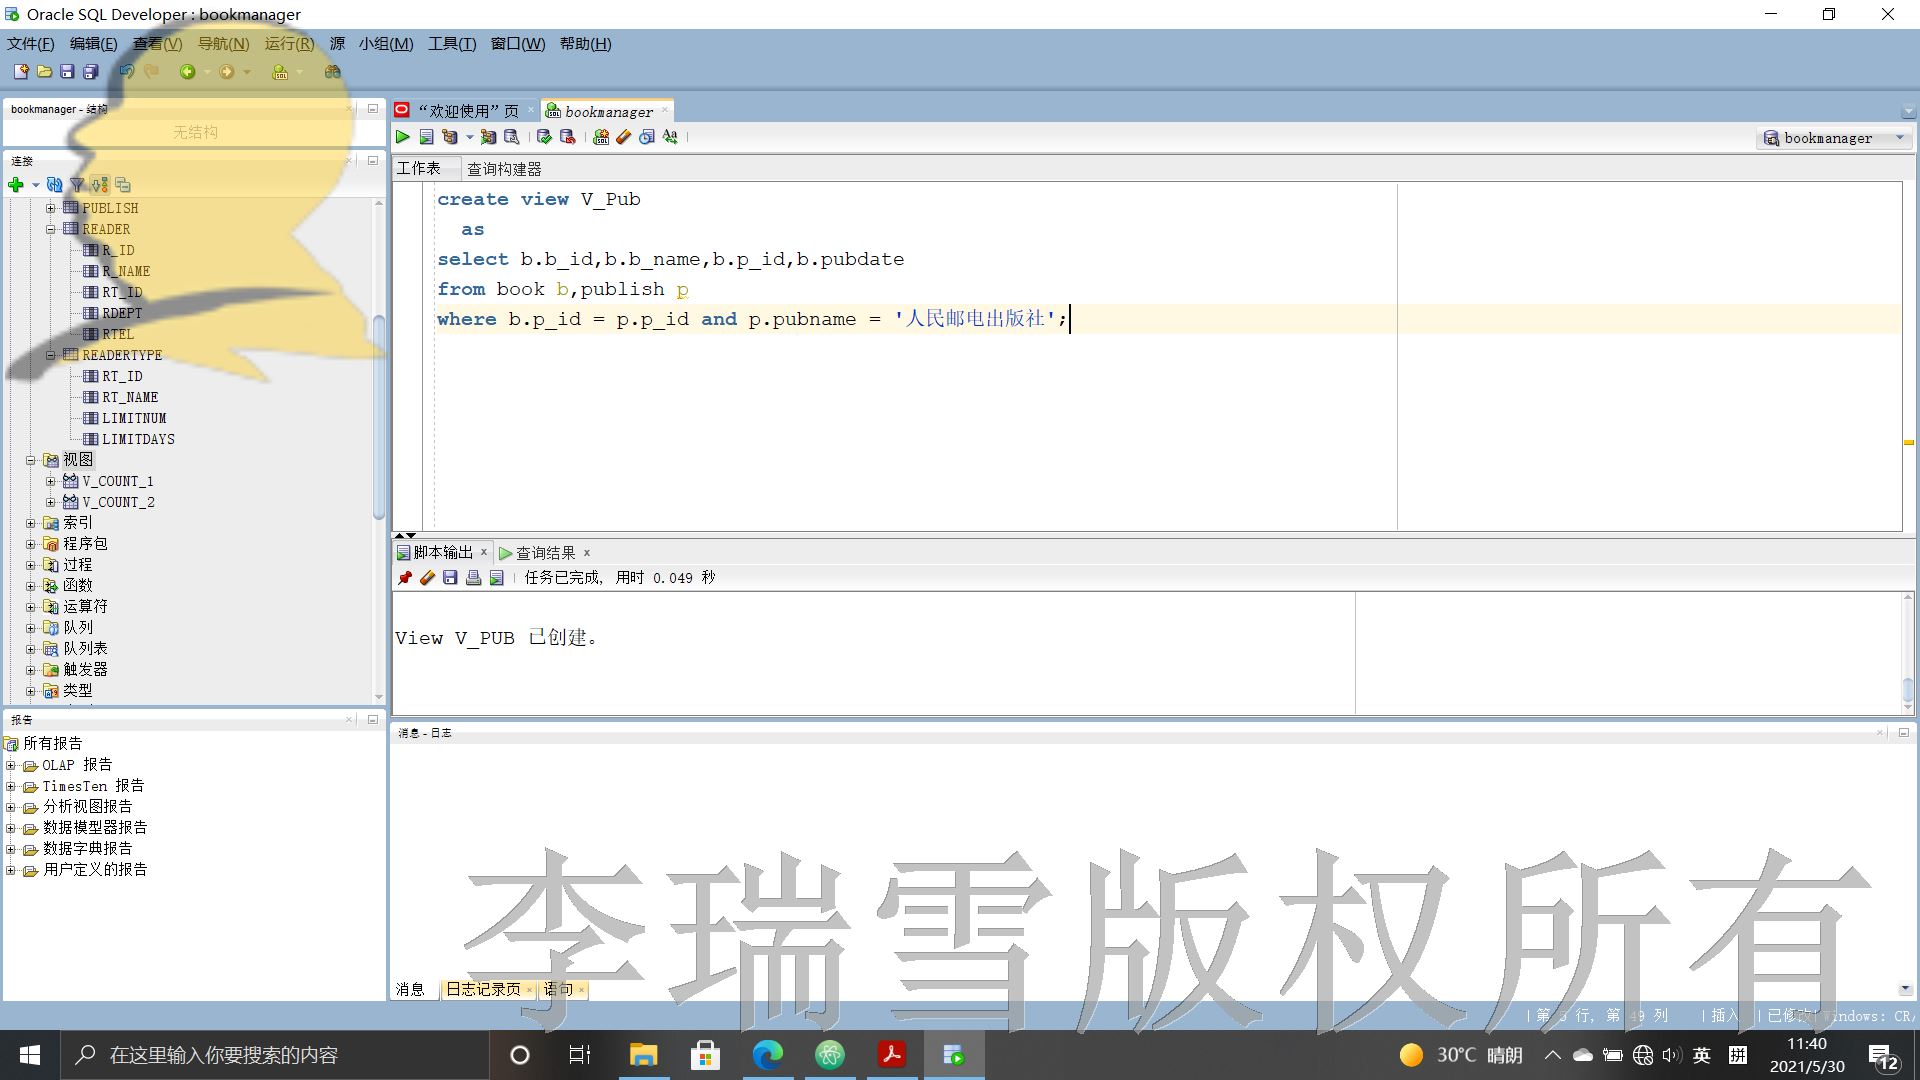 Oracle SQL Developer : bookmanager
文件(F) 编辑(E) 查看(V) 导航(N) 运行(R) 源 小组(M) 工具(T) 窗口(W) 帮助(H)
bookmanager - 结构
无结构
连接
PUBLISH
READER
R_ID
R_NAME
RT_ID
RDEPT
RTEL
READERTYPE
RT_ID
RT_NAME
LIMITNUM
LIMITDAYS
视图
V_COUNT_1
V_COUNT_2
索引
程序包
过程
函数
运算符
队列
队列表
触发器
类型
报告
所有报告
OLAP 报告
TimesTen 报告
分析视图报告
数据模型器报告
数据字典报告
用户定义的报告
“欢迎使用”页 bookmanager
bookmanager
工作表 查询构建器
create view V_Pub
as
select b.b_id,b.b_name,b.p_id,b.pubdate
from book b,publish p
where b.p_id = p.p_id and p.pubname = '人民邮电出版社';
脚本输出 查询结果
任务已完成, 用时 0.049 秒
View V_PUB 已创建。
消息 - 日志
李瑞雪版权所有
消息 日志记录页 语句
第 5 行, 第 49 列 插入 已修改 Windows: CR/
在这里输入你要搜索的内容
30°C 晴朗
英
拼
11:40
2021/5/30
12